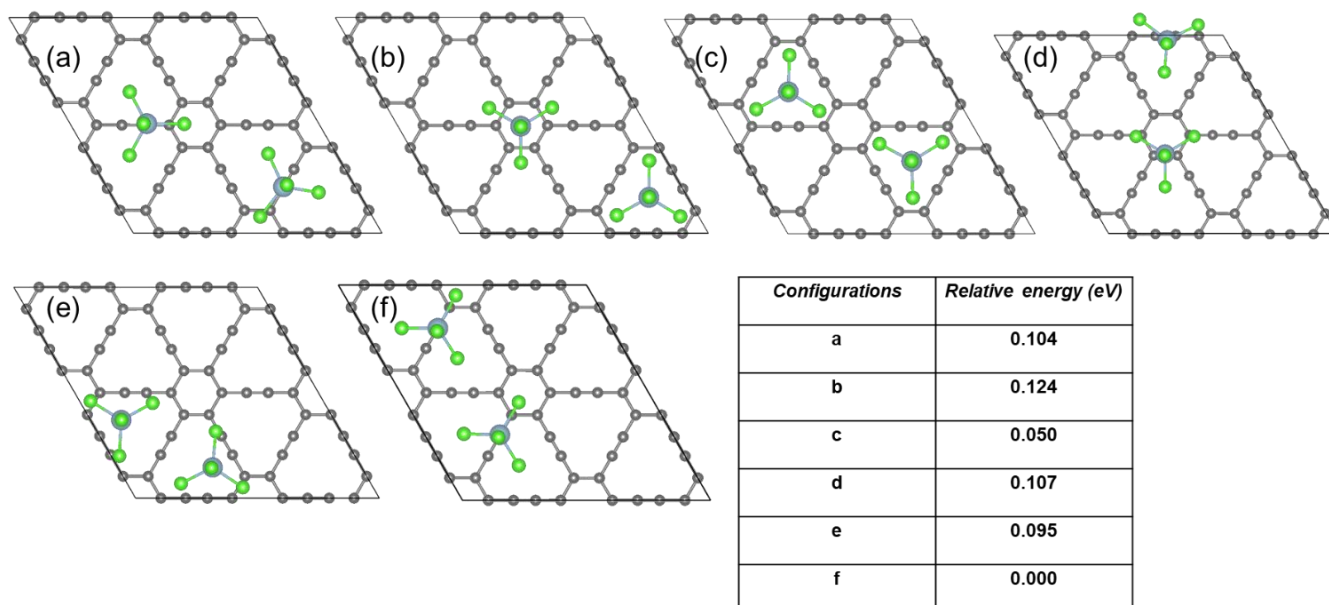 (a)
(b)
(c)
(d)
(e)
(f)
Configurations Relative energy (eV)
a 0.104
b 0.124
c 0.050
d 0.107
e 0.095
f 0.000